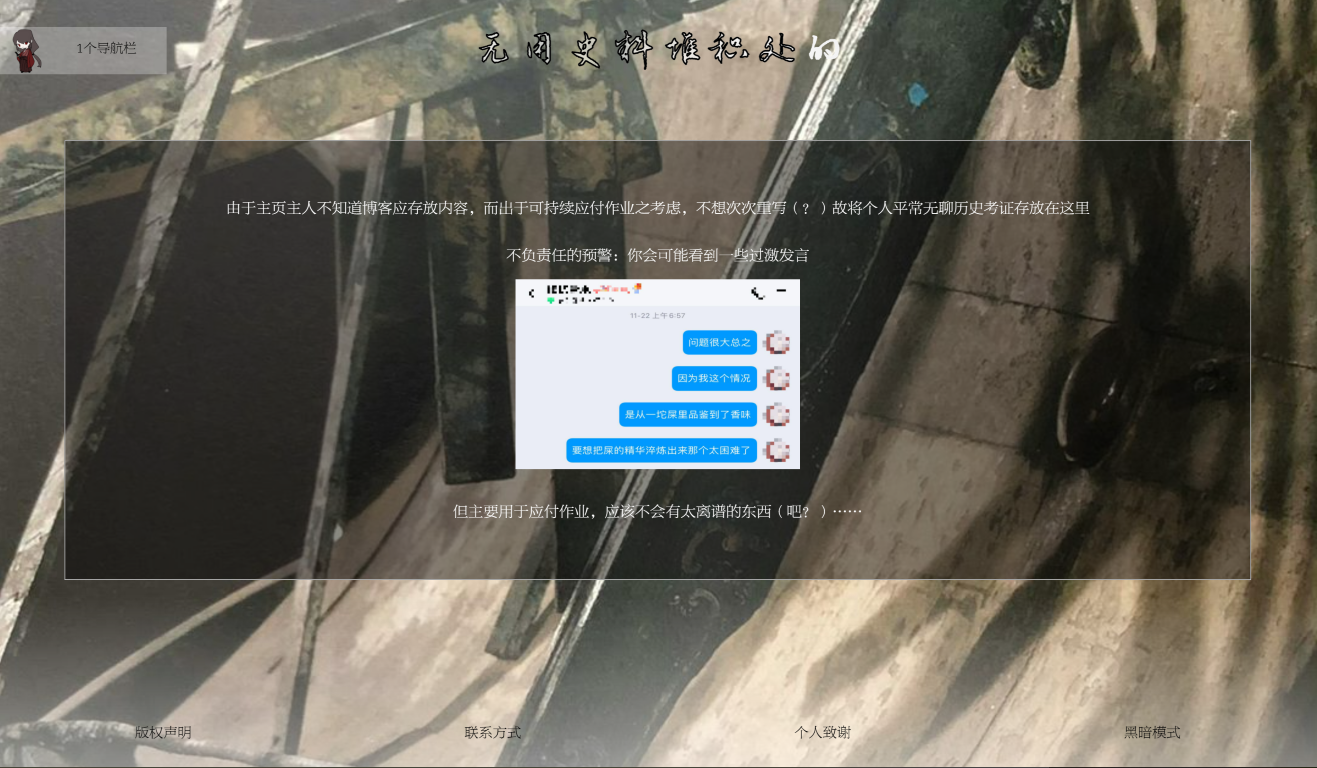 1个导航栏
无用史料堆积处的
由于主页主人不知道博客应存放内容，而出于可持续应付作业之考虑，不想次次重写（？）故将个人平常无聊历史考证存放在这里
不负责任的预警：你会可能看到一些过激发言
11-22 上午6:57
问题很大总之
因为我这个情况
是从一坨屎里品鉴到了香味
要想把屎的精华淬炼出来那个太困难了
但主要用于应付作业，应该不会有太离谱的东西（吧？）……
版权声明
联系方式
个人致谢
黑暗模式